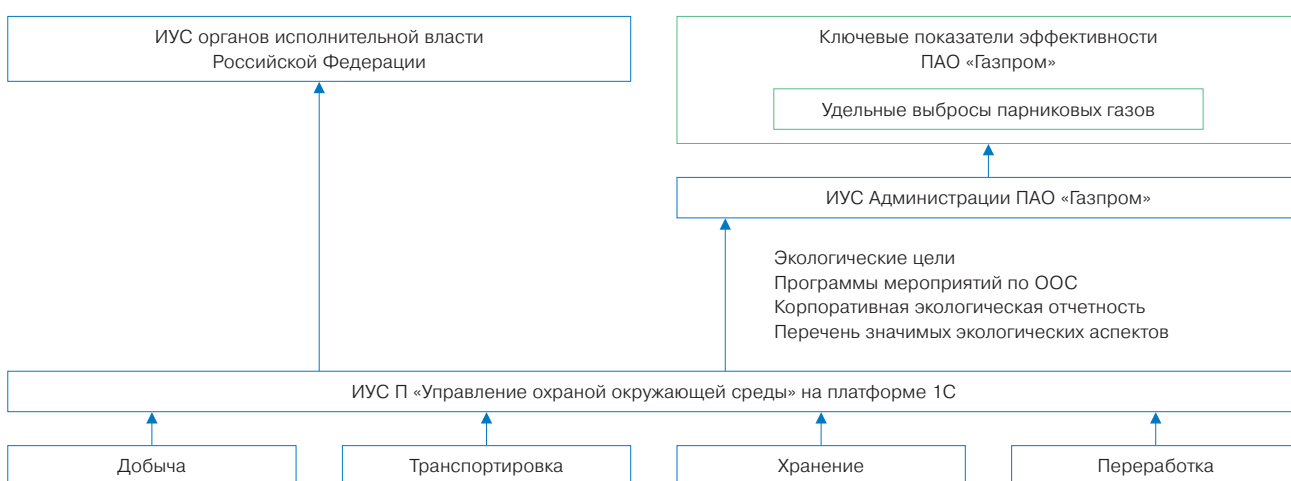 ИУС органов исполнительной власти
Российской Федерации
Ключевые показатели эффективности
ПАО «Газпром»
Удельные выбросы парниковых газов
ИУС Администрации ПАО «Газпром»
Экологические цели
Программы мероприятий по ООС
Корпоративная экологическая отчетность
Перечень значимых экологических аспектов
ИУС П «Управление охраной окружающей среды» на платформе 1С
Добыча
Транспортировка
Хранение
Переработка